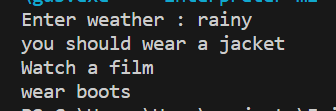 Enter weather : rainy
you should wear a jacket
Watch a film
wear boots